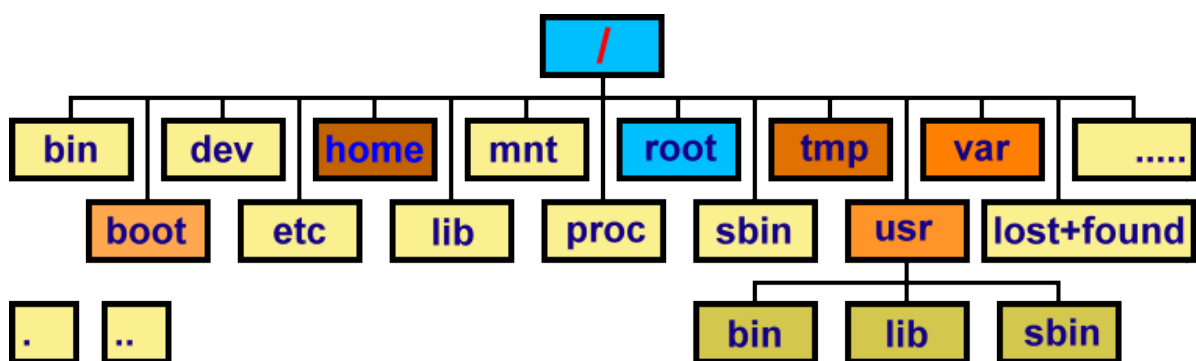 /
bin dev home mnt root tmp var .....
boot etc lib proc sbin usr lost+found
. .. bin lib sbin